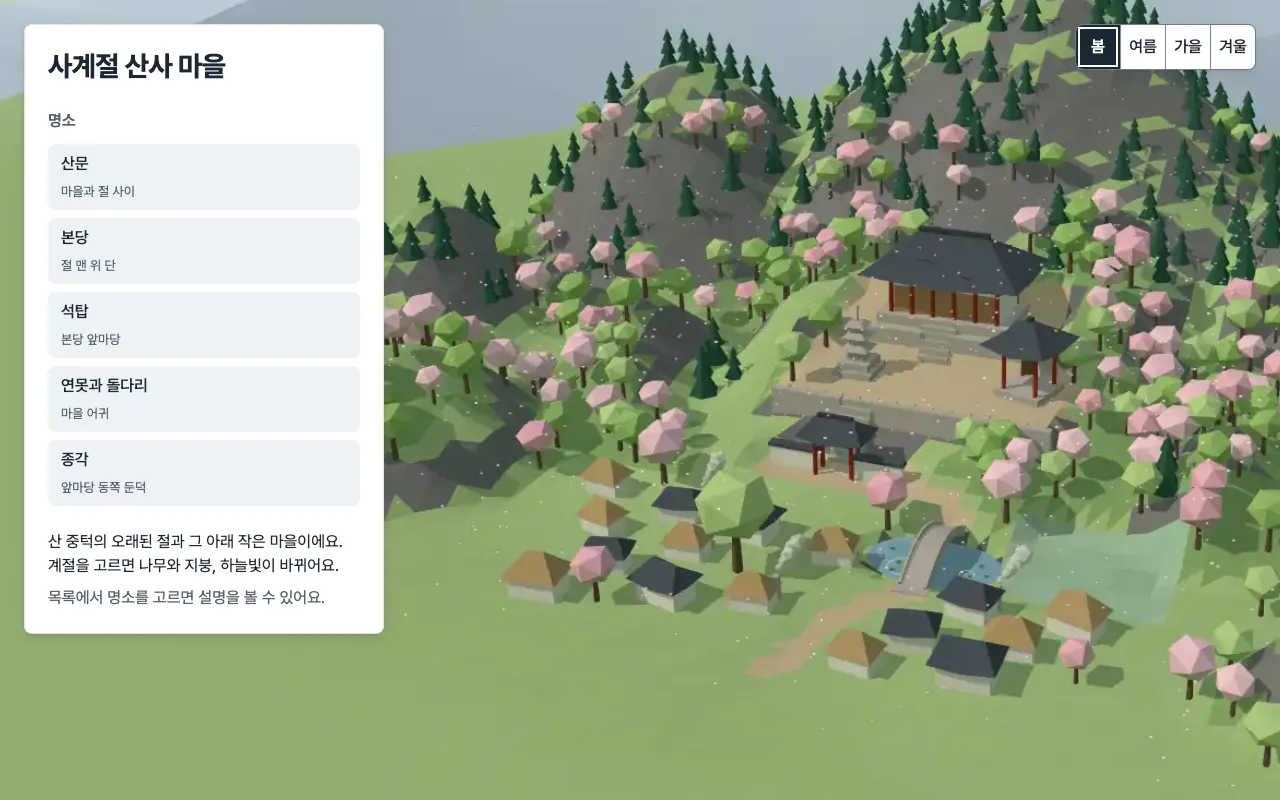 사계절 산사 마을
명소
산문
마을과 절 사이
본당
절 맨 위 단
석탑
본당 앞마당
연못과 돌다리
마을 어귀
종각
앞마당 동쪽 둔덕
산 중턱의 오래된 절과 그 아래 작은 마을이에요.
계절을 고르면 나무와 지붕, 하늘빛이 바뀌어요.
목록에서 명소를 고르면 설명을 볼 수 있어요.
봄 여름 가을 겨울